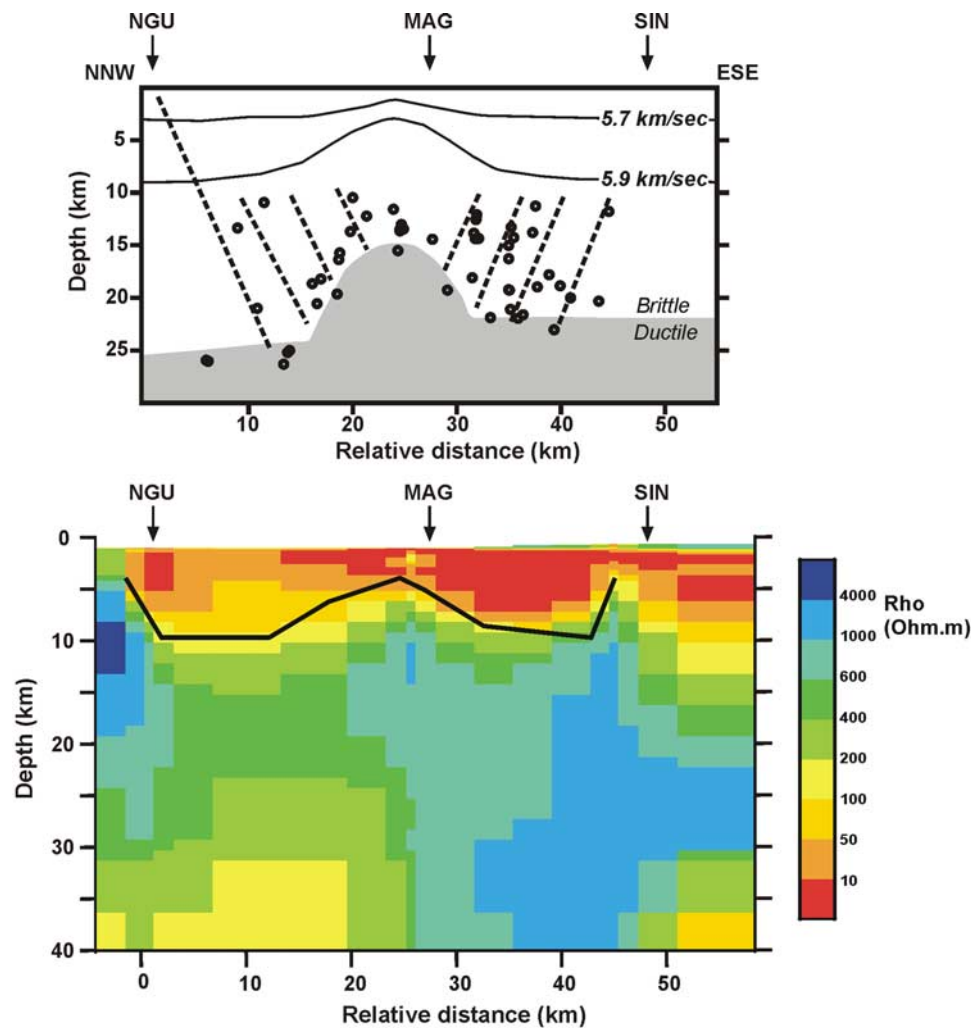 NGU MAG SIN
NNW ESE
5.7 km/sec
5
5.9 km/sec
10
Depth (km)
15
20
Brittle
Ductile
25
10 20 30 40 50
Relative distance (km)
NGU MAG SIN
0
10
20
30
40
Depth (km)
Rho
(Ohm.m)
4000
1000
600
400
200
100
50
10
0 10 20 30 40 50
Relative distance (km)